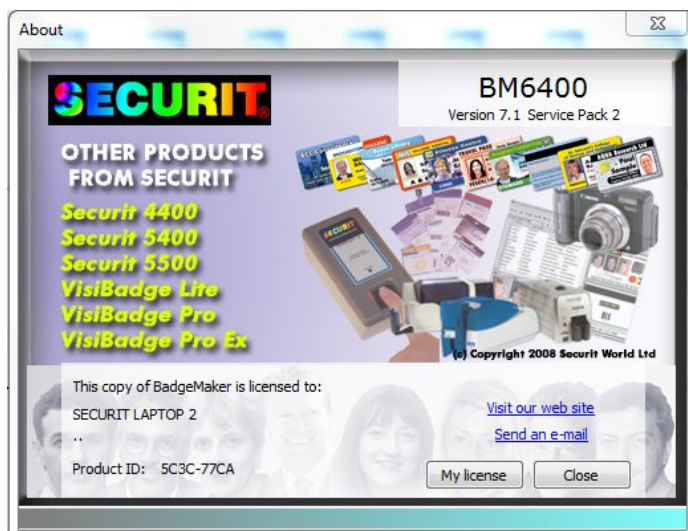 About
SECURIT®
BM6400
Version 7.1 Service Pack 2
OTHER PRODUCTS
FROM SECURIT
Securit 4400
Securit 5400
Securit 5500
VisiBadge Lite
VisiBadge Pro
VisiBadge Pro Ex
(c) Copyright 2008 Securit World Ltd
This copy of BadgeMaker is licensed to:
SECURIT LAPTOP 2
..
Visit our web site
Send an e-mail
Product ID: 5C3C-77CA
My license
Close